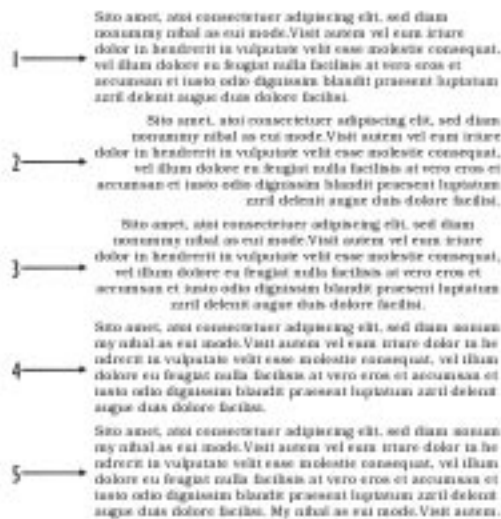 Sito amet, atoi consectetuer adipiscing elit, sed diam
nonummy nibal as eui mode.Visit autem vel eum iriure
1
dolor in hendrerit in vulputate velit esse molestie consequat,
vel illum dolore eu feugiat nulla facilisis at vero eros et
accumsan et iusto odio dignissim blandit praesent luptatum
zzril delenit augue duis dolore facilisi.
Sito amet, atoi consectetuer adipiscing elit, sed diam
nonummy nibal as eui mode.Visit autem vel eum iriure
2
dolor in hendrerit in vulputate velit esse molestie consequat,
vel illum dolore eu feugiat nulla facilisis at vero eros et
accumsan et iusto odio dignissim blandit praesent luptatum
zzril delenit augue duis dolore facilisi.
Sito amet, atoi consectetuer adipiscing elit, sed diam
nonummy nibal as eui mode.Visit autem vel eum iriure
3
dolor in hendrerit in vulputate velit esse molestie consequat,
vel illum dolore eu feugiat nulla facilisis at vero eros et
accumsan et iusto odio dignissim blandit praesent luptatum
zzril delenit augue duis dolore facilisi.
Sito amet, atoi consectetuer adipiscing elit, sed diam nonum
my nibal as eui mode.Visit autem vel eum iriure dolor in he
4
ndrerit in vulputate velit esse molestie consequat, vel illum
dolore eu feugiat nulla facilisis at vero eros et accumsan et
iusto odio dignissim blandit praesent luptatum zzril delenit
augue duis dolore facilisi.
Sito amet, atoi consectetuer adipiscing elit, sed diam nonum
my nibal as eui mode.Visit autem vel eum iriure dolor in he
5
ndrerit in vulputate velit esse molestie consequat, vel illum
dolore eu feugiat nulla facilisis at vero eros et accumsan et
iusto odio dignissim blandit praesent luptatum zzril delenit
augue duis dolore facilisi. My nibal as eui mode.Visit autem.